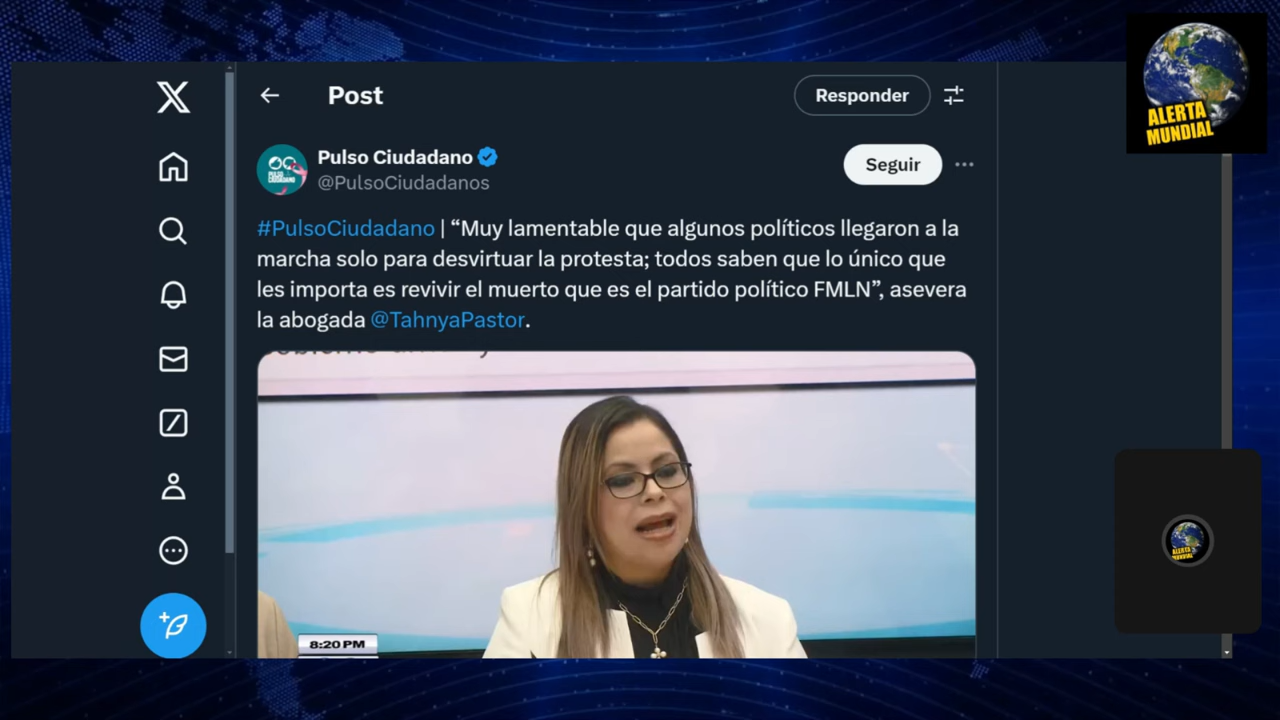 ALERTA
MUNDIAL
Post
Responder
Pulso Ciudadano
Seguir
@PulsoCiudadanos
#PulsoCiudadano | “Muy lamentable que algunos políticos llegaron a la
marcha solo para desvirtuar la protesta; todos saben que lo único que
les importa es revivir el muerto que es el partido político FMLN”, asevera
la abogada @TahnyaPastor.
8:20 PM
ALERTA
MUNDIAL